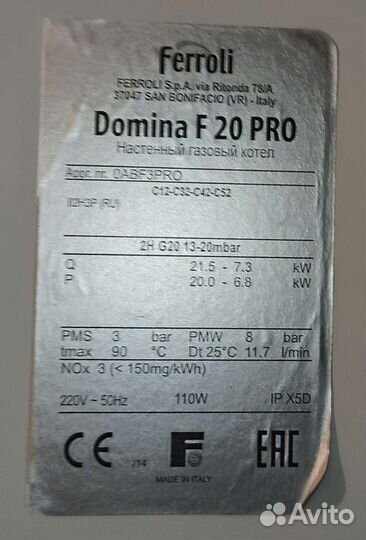 Ferroli
FERROLI S.p.A. via Ritonda 78/A
37047 SAN BONIFACIO (VR) - Italy
Domina F 20 PRO
Настенный газовый котел
Appr. nr. 0ABF3PRO
C12-C32-C42-C52
II2H3P (RU)
2H G20 13-20mbar
Q 21.5 - 7.3 kW
P 20.0 - 6.8 kW
PMS 3 bar PMW 8 bar
tmax 90 °C Dt 25°C 11.7 l/min
NOx 3 (< 150mg/kWh)
220V ~ 50Hz 110W IP X5D
CE /14 F EAC
MADE IN ITALY
Avito